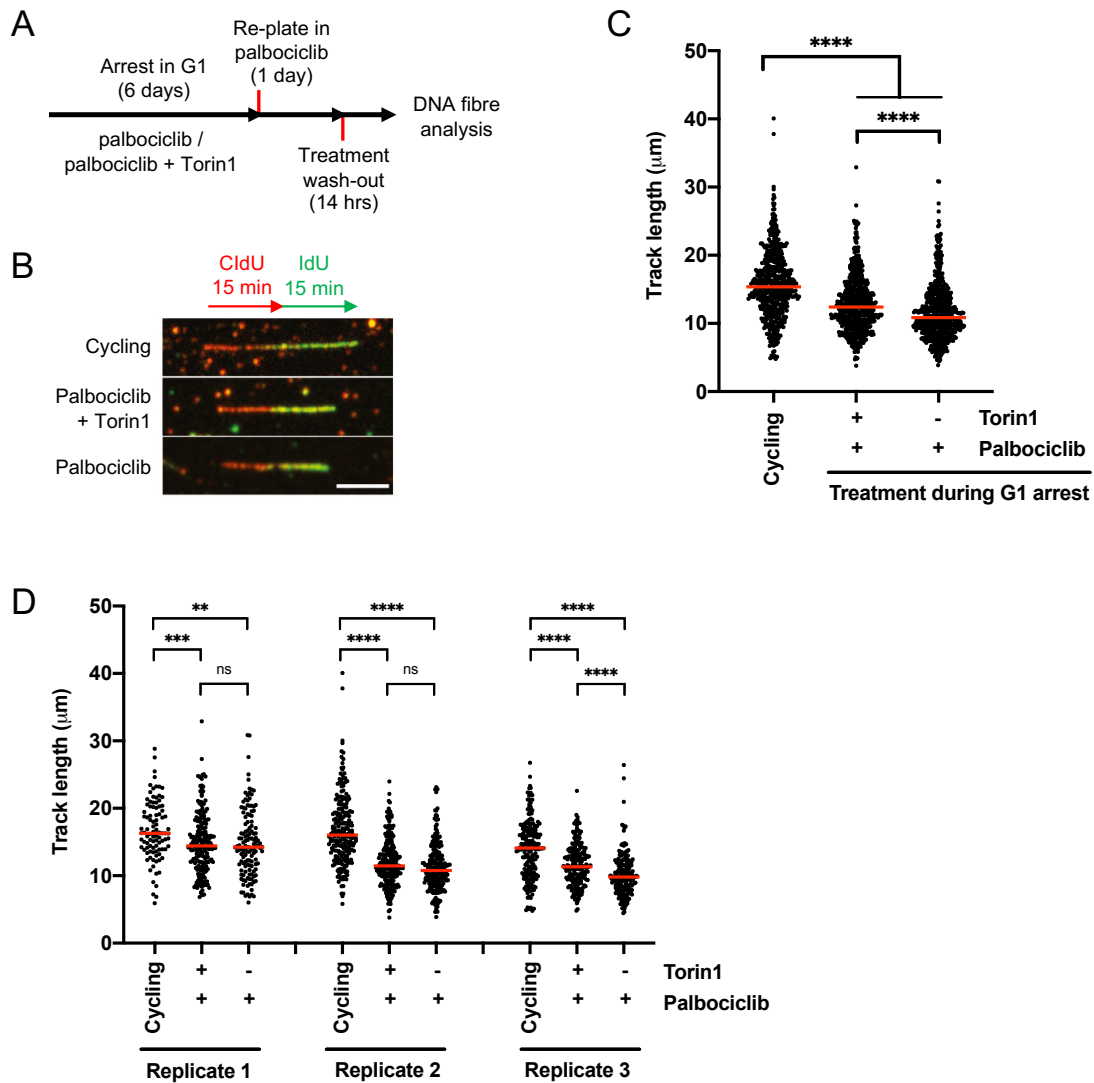 A
Re-plate in
palbociclib
(1 day)
Arrest in G1
(6 days)
DNA fibre
analysis
palbociclib /
palbociclib + Torin1
Treatment
wash-out
(14 hrs)
B
CldU
15 min
IdU
15 min
Cycling
Palbociclib
+ Torin1
Palbociclib
C
****
****
Track length (μm)
50
40
30
20
10
0
Cycling
+ - Torin1
+ + Palbociclib
Treatment during G1 arrest
D
Track length (μm)
50
40
30
20
10
0
** **** ****
*** **** ****
ns ns ****
Cycling + - Cycling + - Cycling + - Torin1
+ + + + + + Palbociclib
Replicate 1 Replicate 2 Replicate 3